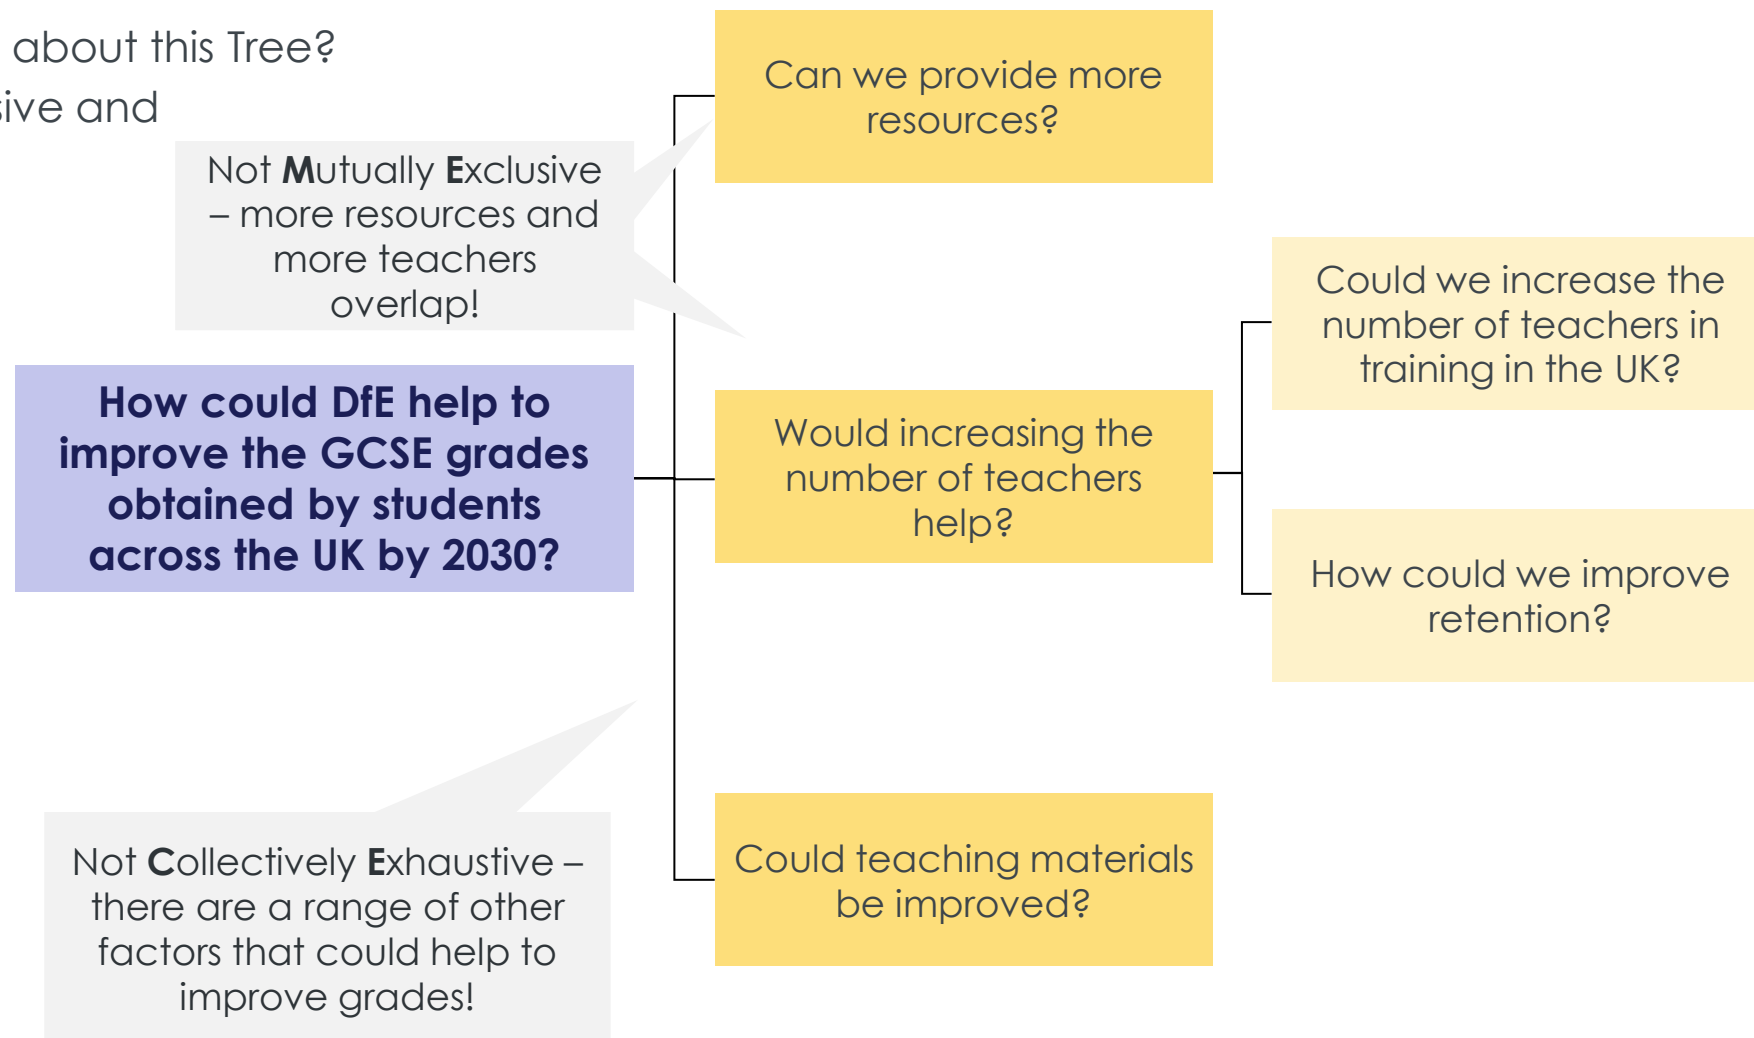 about this Tree?
sive and
Can we provide more
resources?
Not Mutually Exclusive
– more resources and
more teachers
overlap!
Could we increase the
number of teachers in
training in the UK?
How could DfE help to
improve the GCSE grades
obtained by students
across the UK by 2030?
Would increasing the
number of teachers
help?
How could we improve
retention?
Could teaching materials
be improved?
Not Collectively Exhaustive –
there are a range of other
factors that could help to
improve grades!